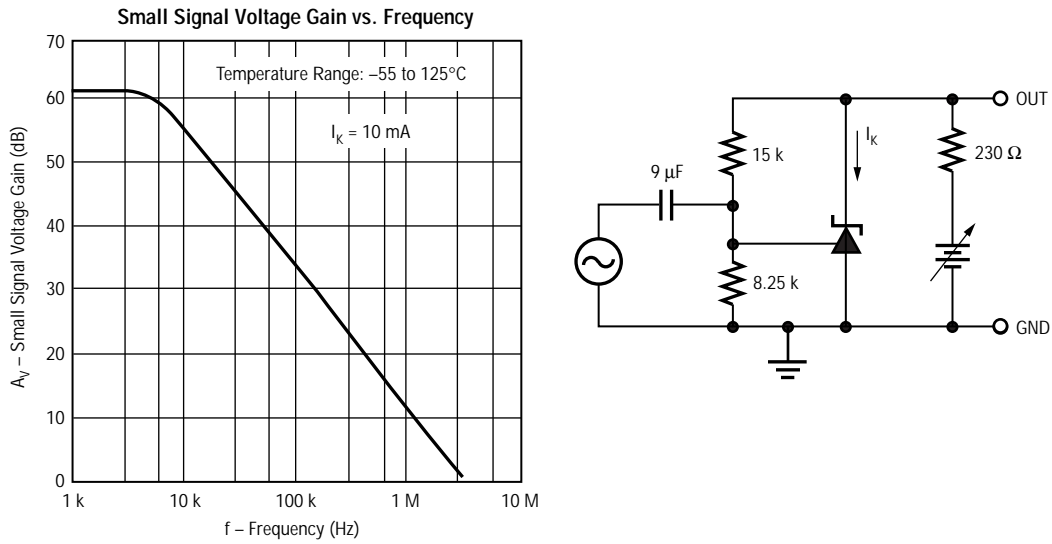 Small Signal Voltage Gain vs. Frequency
70
60
50
40
30
20
10
0
A_V – Small Signal Voltage Gain (dB)
Temperature Range: –55 to 125°C
I_K = 10 mA
1 k
10 k
100 k
1 M
10 M
f – Frequency (Hz)
OUT
15 k
I_K
230 Ω
9 μF
8.25 k
GND